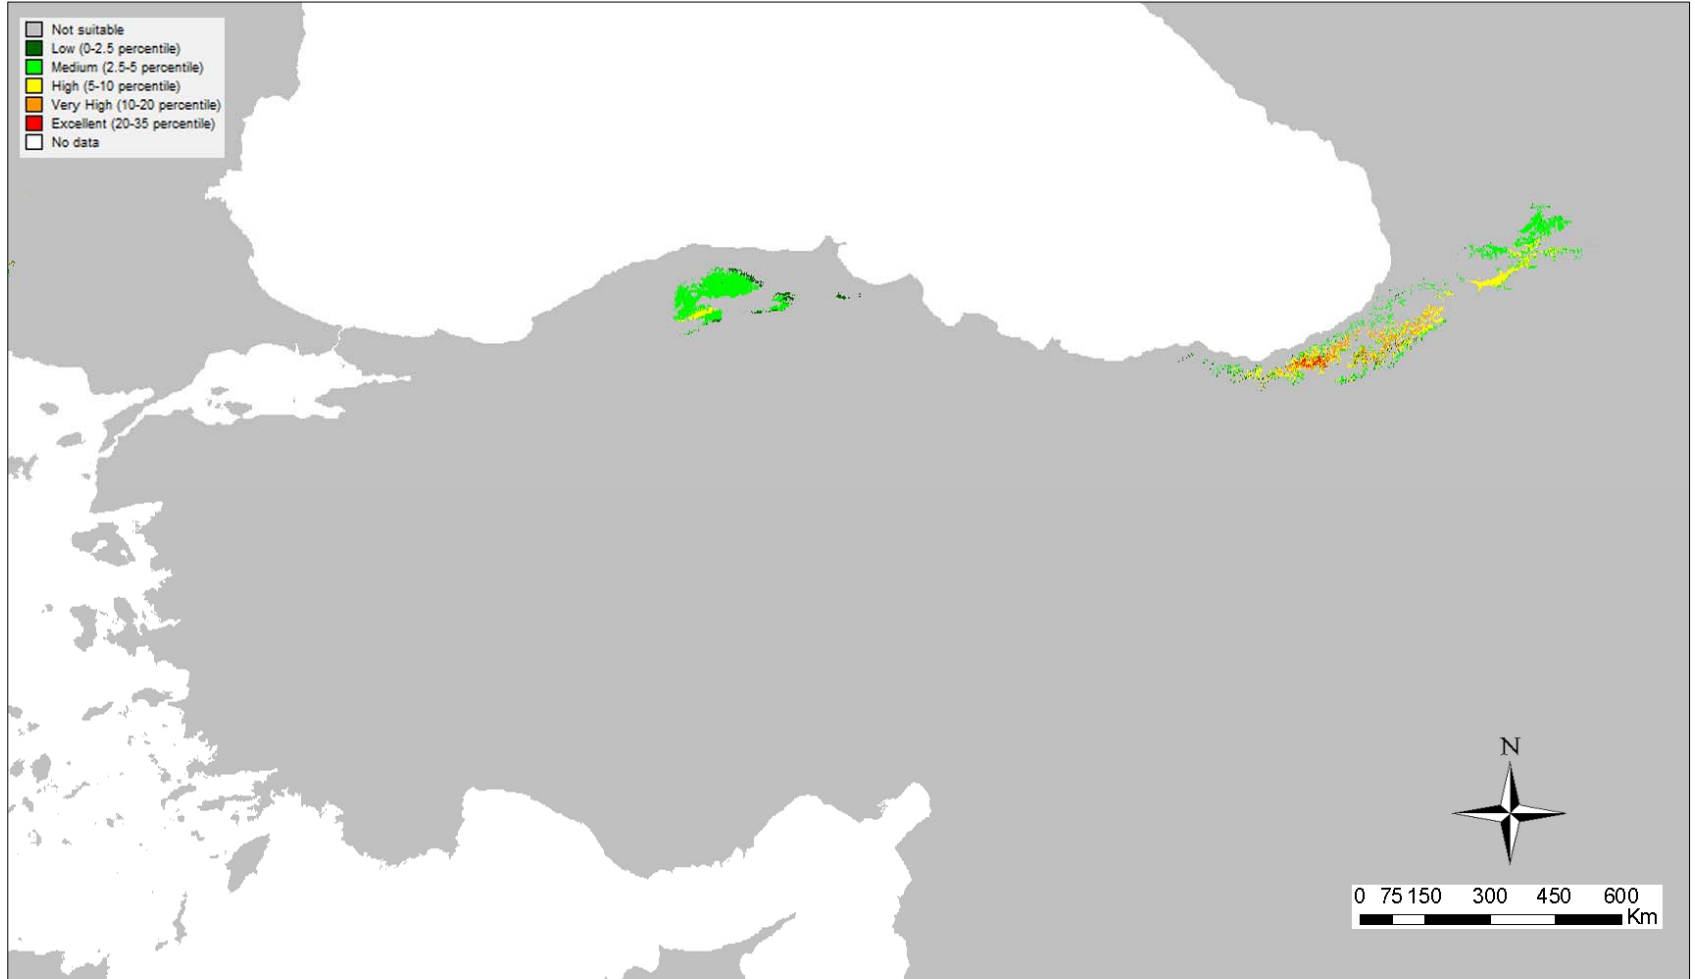 Not suitable
Low (0-2.5 percentile)
Medium (2.5-5 percentile)
High (5-10 percentile)
Very High (10-20 percentile)
Excellent (20-35 percentile)
No data
N
0 75 150 300 450 600
Km